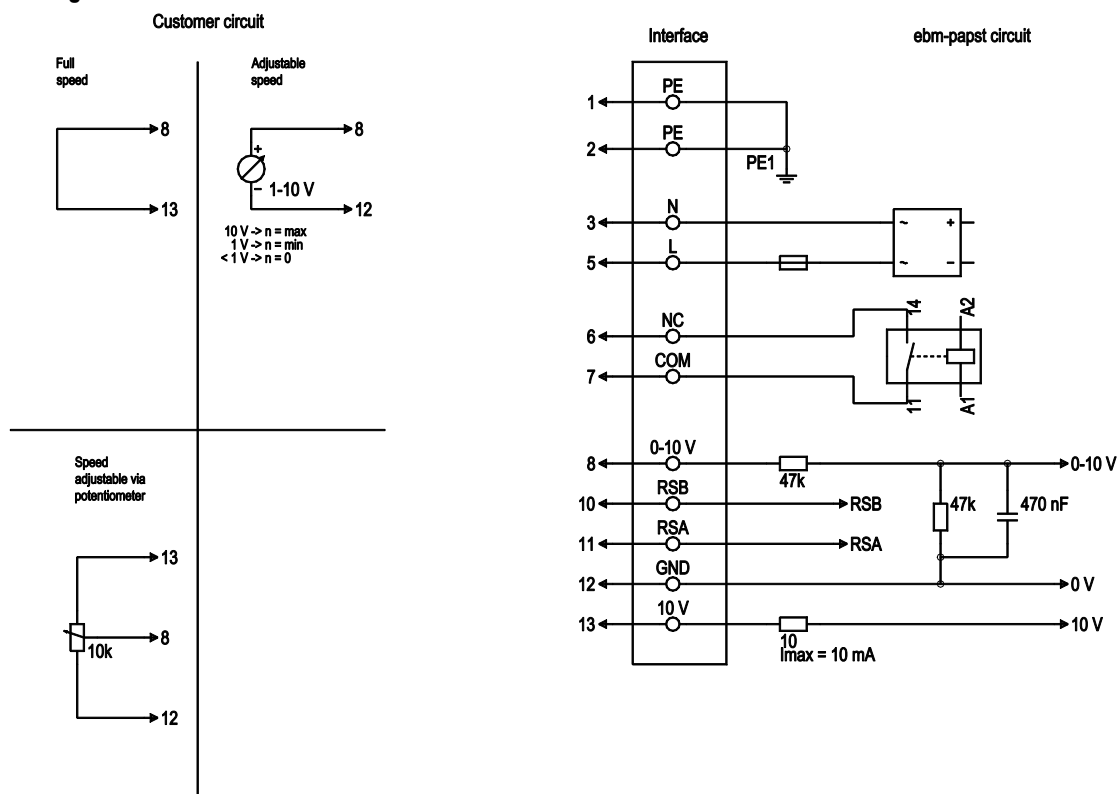 Customer circuit
Full
speed
8
13
Adjustable
speed
8
+
–
1-10 V
12
10 V -> n = max
1 V -> n = min
< 1 V -> n = 0
Speed
adjustable via
potentiometer
13
8
10k
12
Interface
ebm-papst circuit
1
PE
2
PE
PE1
3
N
~
+
5
L
~
–
6
NC
14
A2
7
COM
11
A1
8
0-10 V
47k
0-10 V
10
RSB
RSB
47k
470 nF
11
RSA
RSA
12
GND
0 V
13
10 V
10
Imax = 10 mA
10 V